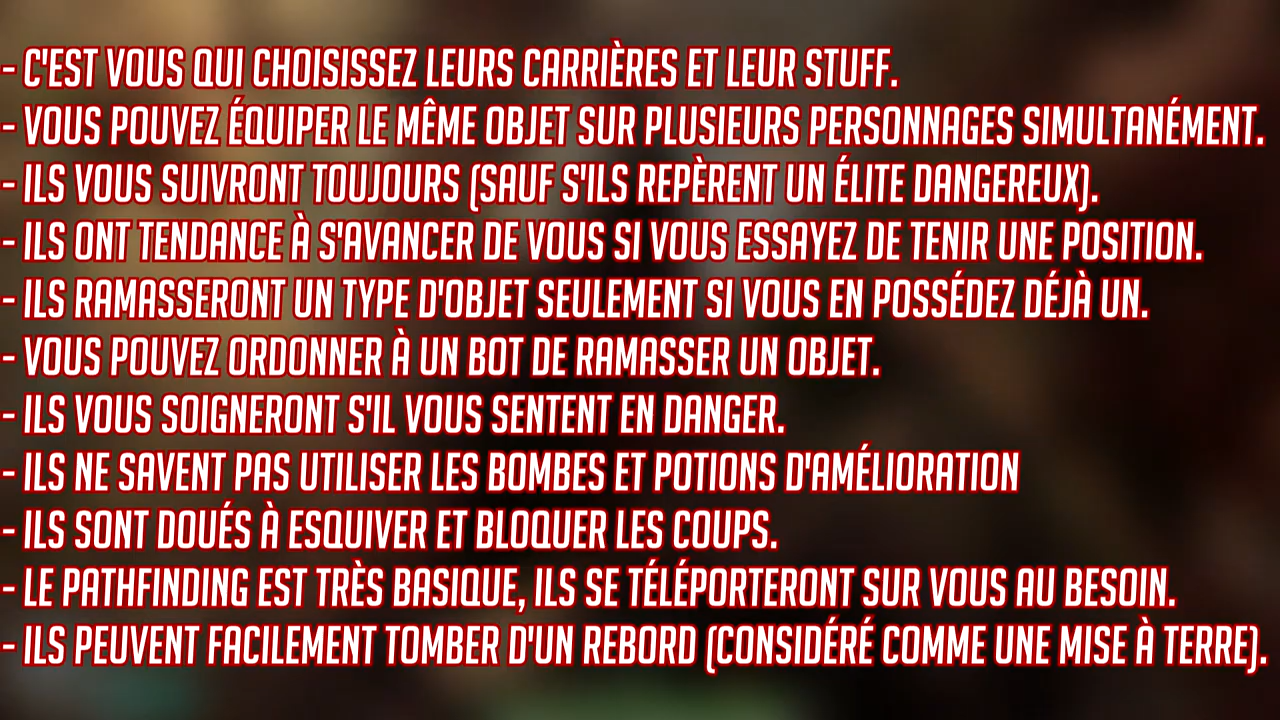 - C'EST VOUS QUI CHOISISSEZ LEURS CARRIÈRES ET LEUR STUFF.
- VOUS POUVEZ ÉQUIPER LE MÊME OBJET SUR PLUSIEURS PERSONNAGES SIMULTANÉMENT.
- ILS VOUS SUIVRONT TOUJOURS (SAUF S'ILS REPÈRENT UN ÉLITE DANGEREUX).
- ILS ONT TENDANCE À S'AVANCER DE VOUS SI VOUS ESSAYEZ DE TENIR UNE POSITION.
- ILS RAMASSERONT UN TYPE D'OBJET SEULEMENT SI VOUS EN POSSÉDEZ DÉJÀ UN.
- VOUS POUVEZ ORDONNER À UN BOT DE RAMASSER UN OBJET.
- ILS VOUS SOIGNERONT S'IL VOUS SENTENT EN DANGER.
- ILS NE SAVENT PAS UTILISER LES BOMBES ET POTIONS D'AMÉLIORATION
- ILS SONT DOUÉS À ESQUIVER ET BLOQUER LES COUPS.
- LE PATHFINDING EST TRÈS BASIQUE, ILS SE TÉLÉPORTERONT SUR VOUS AU BESOIN.
- ILS PEUVENT FACILEMENT TOMBER D'UN REBORD (CONSIDÉRÉ COMME UNE MISE À TERRE).